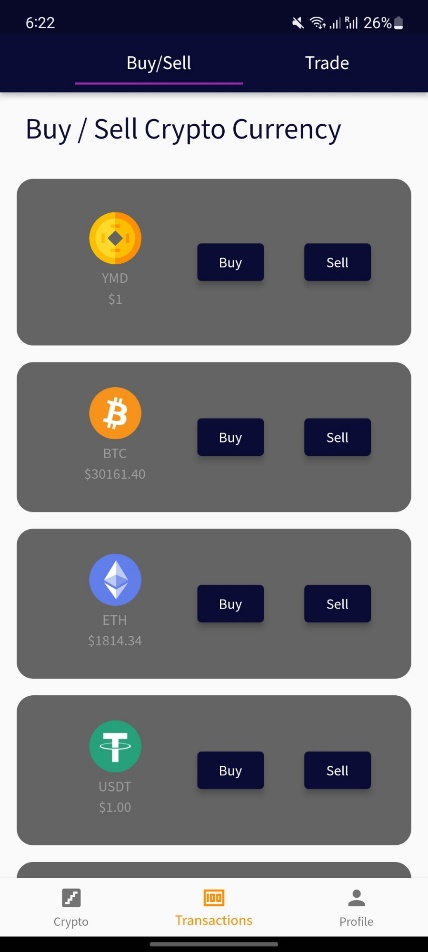 6:22
26%
Buy/Sell Trade
Buy / Sell Crypto Currency
YMD
$1
Buy Sell
BTC
$30161.40
Buy Sell
ETH
$1814.34
Buy Sell
USDT
$1.00
Buy Sell
Crypto Transactions Profile